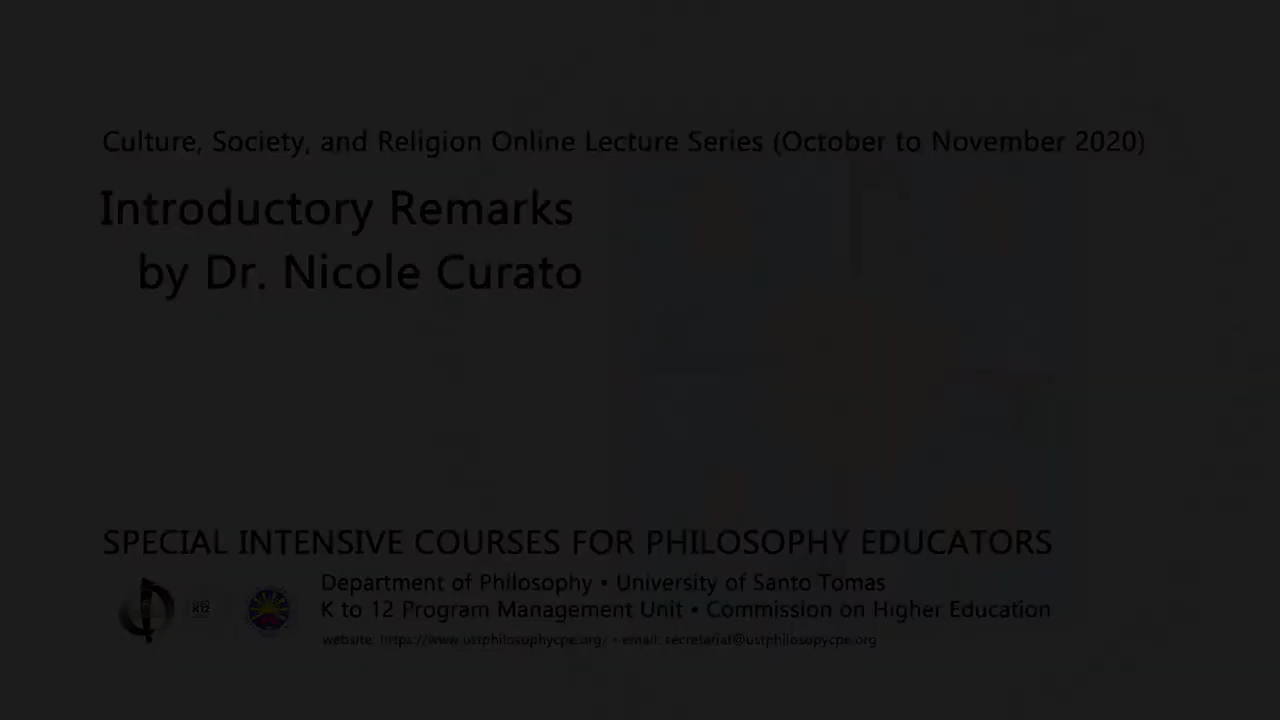 Culture, Society, and Religion Online Lecture Series (October to November 2020)
Introductory Remarks
by Dr. Nicole Curato
SPECIAL INTENSIVE COURSES FOR PHILOSOPHY EDUCATORS
Department of Philosophy • University of Santo Tomas
K to 12 Program Management Unit • Commission on Higher Education
website: https://www.ustphilosophycpe.org/ • email: secretariat@ustphilosopycpe.org
K12